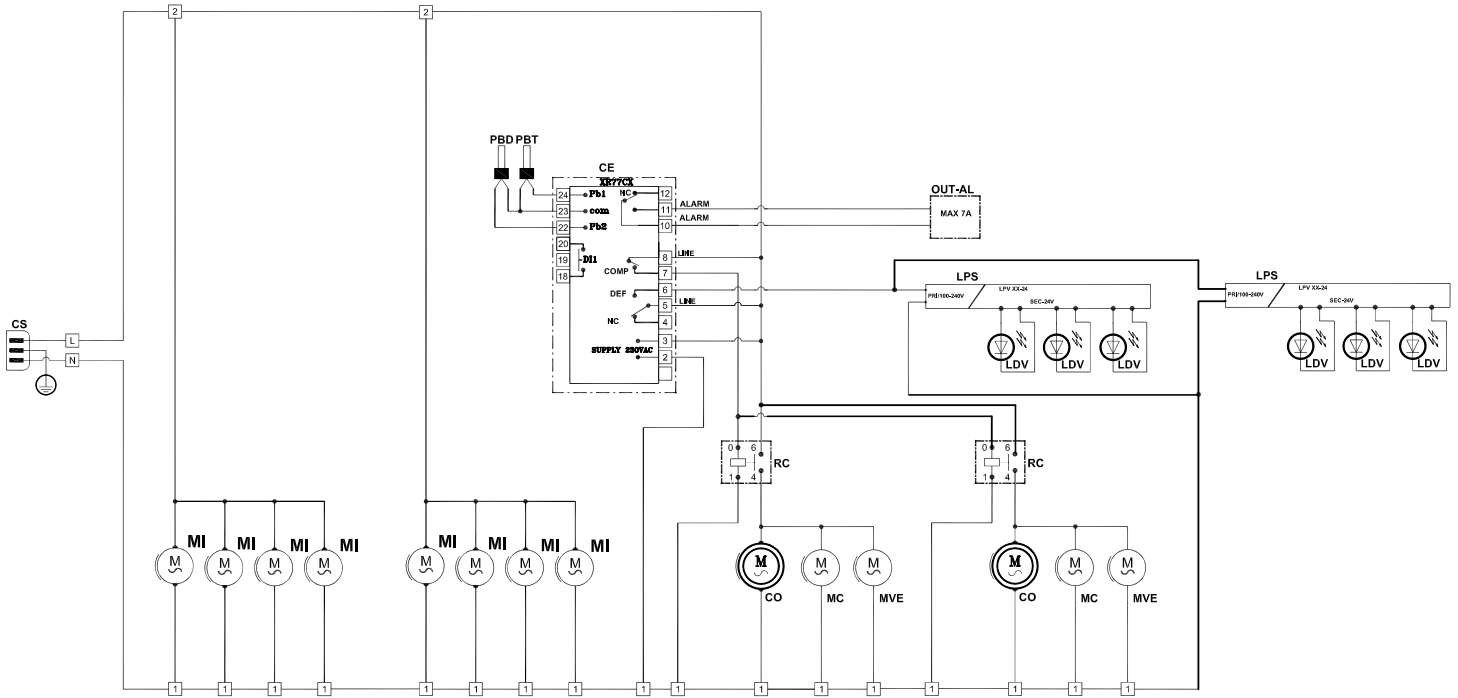 2
2
PBD PBT
CE
XR77CX
24 Pb1 NC 12
23 com 11 ALARM
22 Pb2 10 ALARM
OUT-AL
MAX 7A
20
19 DI1
18
8 LINE
COMP 7
DEF 6
5 LINE
NC 4
3
SUPPLY 230VAC 2
LPS
PRI/100-240V
LPV XX-24
SEC-24V
LDV LDV LDV
LPS
PRI/100-240V
LPV XX-24
SEC-24V
LDV LDV LDV
CS
L
N
0 6
1 4
RC
0 6
1 4
RC
MI MI MI MI
M M M M
MI MI MI MI
M M M M
M M M
CO MC MVE
M M M
CO MC MVE
1 1 1 1 1 1 1 1 1 1 1 1 1 1 1 1 1